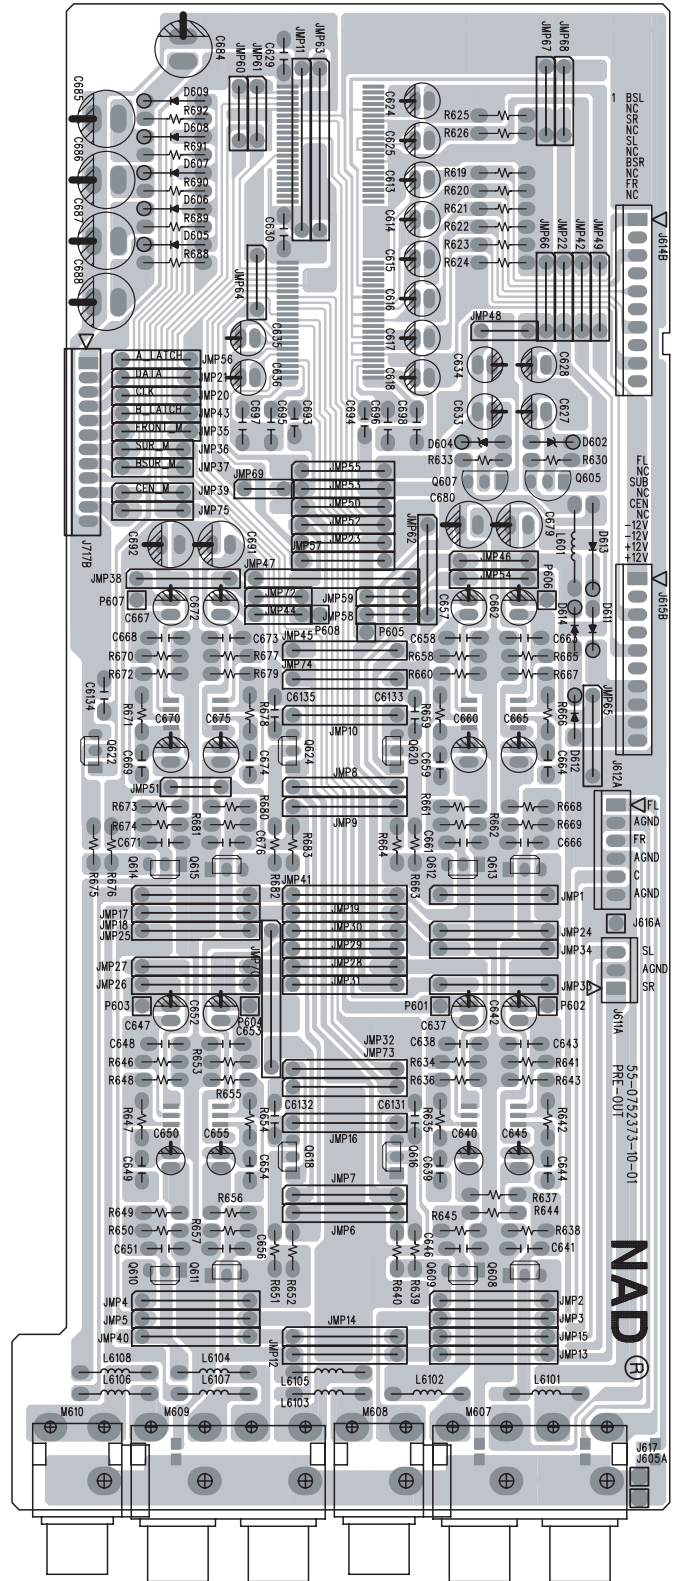 C684
C629
JMP60
JMP61
JMP11
JMP63
JMP67
JMP68
C685
D609
R692
D608
R691
D607
R690
D606
R689
D605
R688
C686
C687
C688
C624
C625
C613
C614
C615
C616
C617
C618
R625
R626
R619
R620
R621
R622
R623
R624
1 BSL
NC
SR
NC
SL
NC
BSR
NC
FR
NC
J614B
C630
JMP64
JMP66
JMP22
JMP42
JMP49
JMP48
C635
C636
C634
C628
C633
C627
A_LATCH JMP56
DATA JMP21
CLK JMP20
B_LATCH JMP43
FRONT_M JMP35
SUR_M JMP36
BSUR_M JMP37
CEN_M JMP39
JMP75
J717B
C697
C695
C693
C694
C696
C698
D604
D602
R633
R630
Q607
Q605
C680
C679
JMP69
JMP55
JMP53
JMP50
JMP52
JMP23
JMP57
JMP62
FL
NC
SUB
NC
CEN
NC
-12V
-12V
+12V
+12V
L601
D613
J615B
C692
C691
JMP38
JMP47
JMP46
JMP54
P607
C667
C672
JMP72
JMP44
JMP59
JMP58
P608
P605
C657
C662
P606
D614
D611
C668
C673
JMP45
C658
C663
R670
R677
JMP74
R658
R665
R672
R679
R660
R667
C6134
R671
R678
C6135
C6133
R659
R666
JMP65
C670
C675
JMP10
C660
C665
D612
Q622
C669
C674
Q624
Q620
C659
C664
J612A
JMP51
JMP8
JMP9
R673
R680
R674
R681
C671
C676
R683
R664
R661
C661
R662
R668
R669
C666
FL
AGND
FR
AGND
C
AGND
R675
R676
Q614
Q615
R682
R663
Q612
Q613
JMP41
JMP1
JMP17
JMP18
JMP25
JMP19
JMP30
JMP29
JMP28
JMP31
JMP24
JMP34
JMP27
JMP26
JMP70
J616A
SL
AGND
SR
J611A
P603
P604
P601
P602
C647
C652
C653
C637
C642
C648
JMP32
JMP73
C638
C643
R646
R653
R634
R641
R648
R655
R636
R643
55-0752373-10-01
PRE-OUT
R647
R654
C6132
C6131
R635
R642
C650
C655
JMP16
C640
C645
C649
C654
Q618
Q616
C639
C644
JMP7
JMP6
R656
R637
R644
R649
R645
R650
R657
R638
C651
C656
C646
C641
Q610
Q611
R651
R652
R640
R639
Q609
Q608
NAD
®
JMP4
JMP5
JMP40
JMP14
JMP12
JMP2
JMP3
JMP15
JMP13
L6108
L6104
L6105
L6106
L6107
L6103
L6102
L6101
M610
M609
M608
M607
J617
J605A